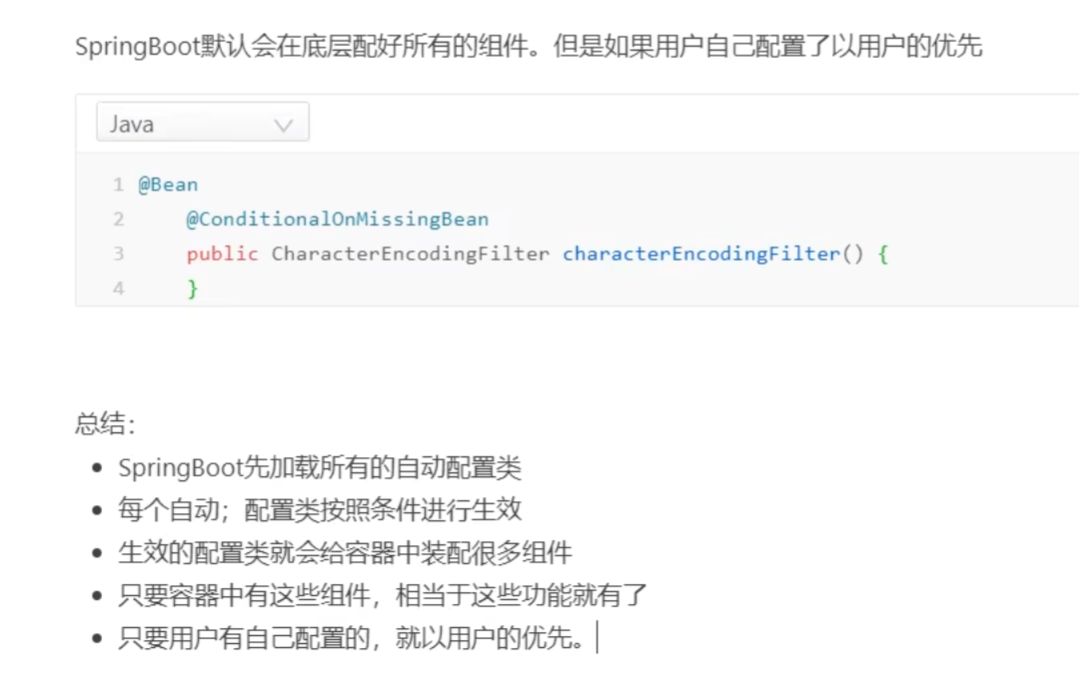 SpringBoot默认会在底层配好所有的组件。但是如果用户自己配置了以用户的优先
Java
1 @Bean
2     @ConditionalOnMissingBean
3     public CharacterEncodingFilter characterEncodingFilter() {
4     }
总结：
• SpringBoot先加载所有的自动配置类
• 每个自动；配置类按照条件进行生效
• 生效的配置类就会给容器中装配很多组件
• 只要容器中有这些组件，相当于这些功能就有了
• 只要用户有自己配置的，就以用户的优先。